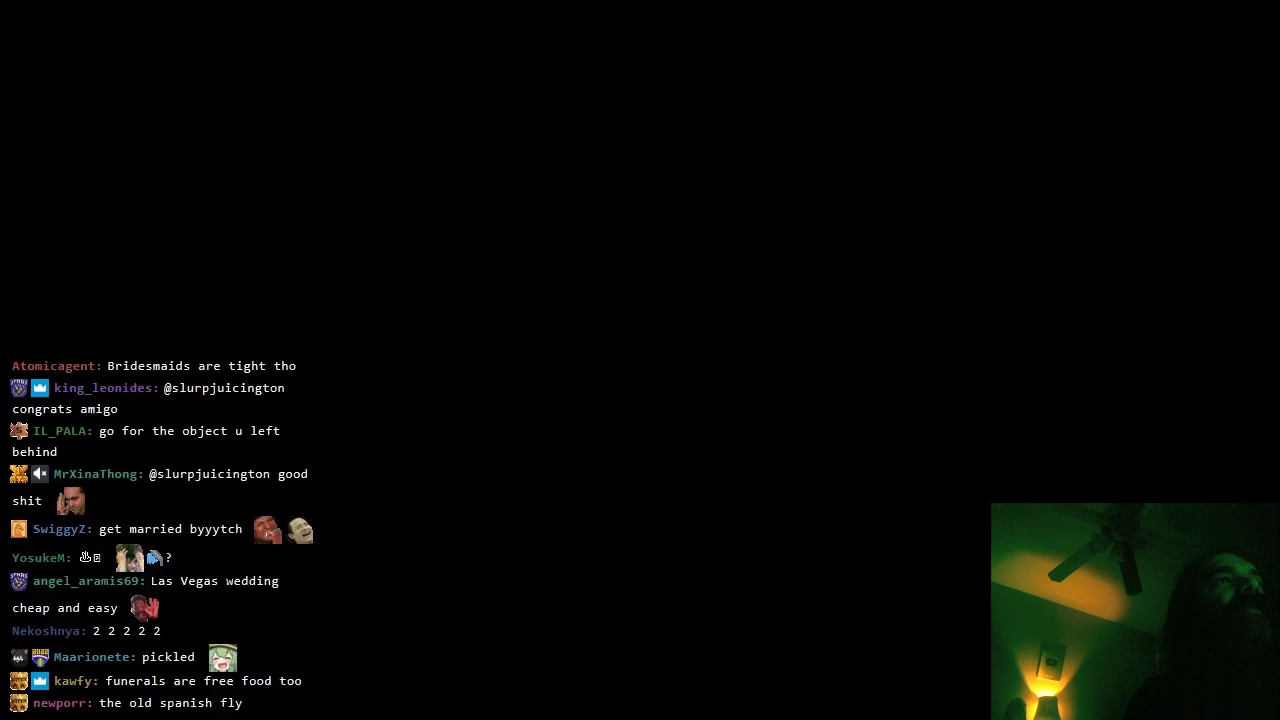 Atomicagent: Bridesmaids are tight tho
king_leonides: @slurpjuicington
congrats amigo
IL_PALA: go for the object u left
behind
MrXinaThong: @slurpjuicington good
shit
SwiggyZ: get married byyytch
YosukeM: ?
angel_aramis69: Las Vegas wedding
cheap and easy
Nekoshnya: 2 2 2 2 2
Maarionete: pickled
kawfy: funerals are free food too
newporr: the old spanish fly